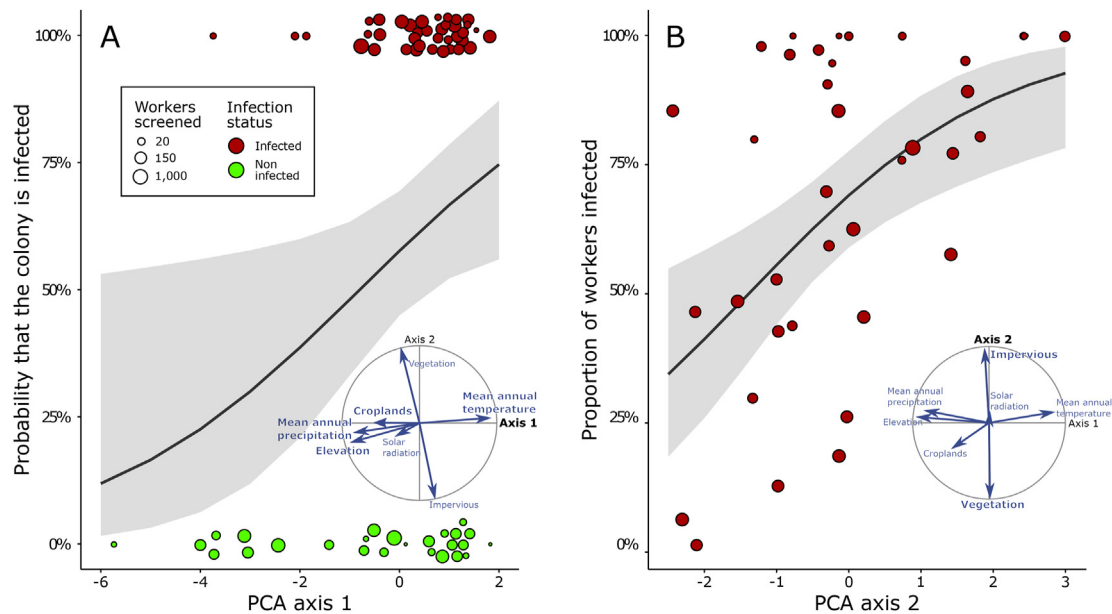 A
Probability that the colony is infected
100%
75%
50%
25%
0%
Workers
screened
20
150
1,000
Infection
status
Infected
Non
infected
Axis 2
Vegetation
Croplands
Mean annual
temperature
Mean annual
precipitation
Axis 1
Elevation
Solar
radiation
Impervious
-6
-4
-2
0
2
PCA axis 1
B
Proportion of workers infected
100%
75%
50%
25%
0%
Axis 2
Impervious
Mean annual
precipitation
Solar
radiation
Mean annual
temperature
Elevation
Axis 1
Croplands
Vegetation
-2
-1
0
1
2
3
PCA axis 2